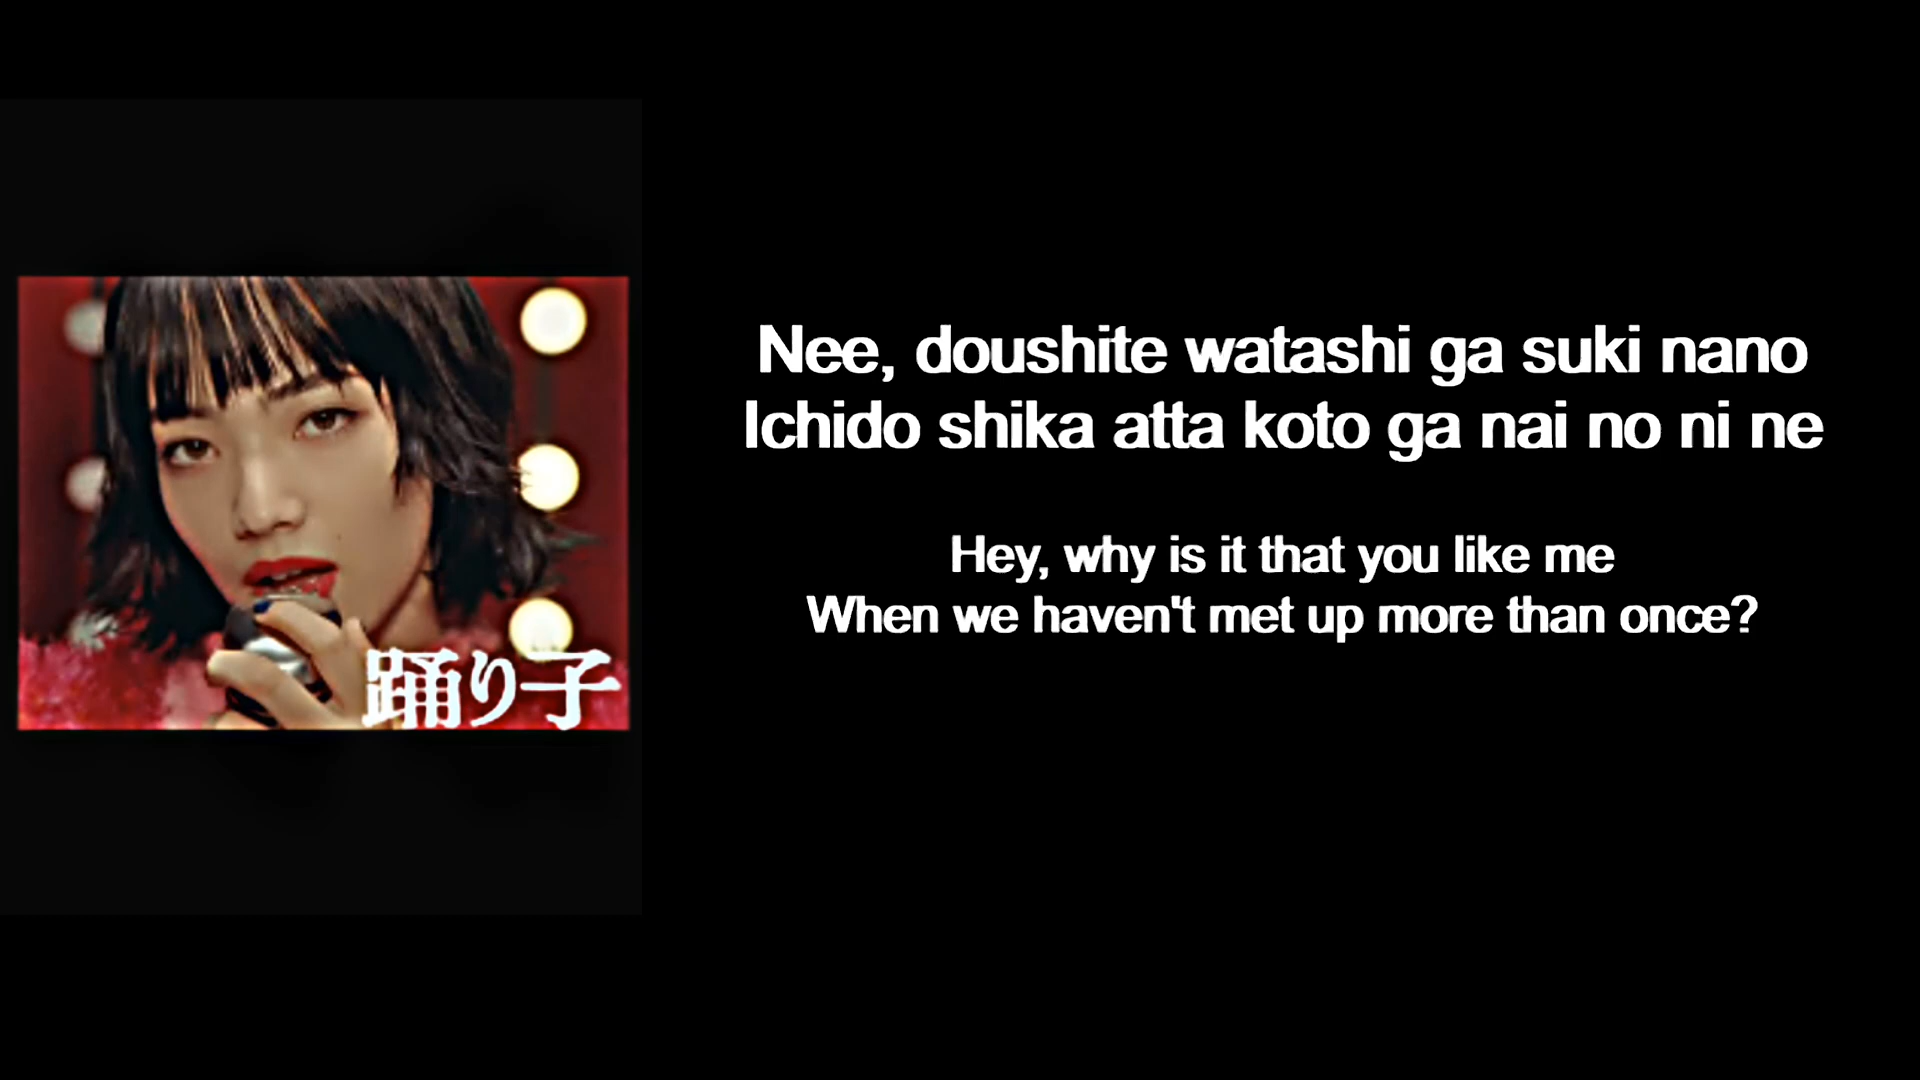 踊り子
Nee, doushite watashi ga suki nano
Ichido shika atta koto ga nai no ni ne
Hey, why is it that you like me
When we haven't met up more than once?